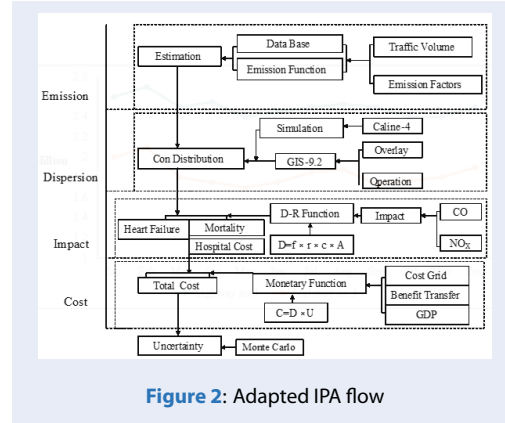 Data Base
Traffic Volume
Estimation
Emission Function
Emission
Emission Factors
Simulation
Caline-4
Overlay
Con Distribution
GIS-9.2
Dispersion
Operation
D-R Function
Impact
CO
Heart Failure
Mortality
Hospital Cost
D=f * r * c * A
NOX
Impact
Cost Grid
Total Cost
Monetary Function
Benefit Transfer
Cost
C=D * U
GDP
Uncertainty
Monte Carlo
Figure 2: Adapted IPA flow